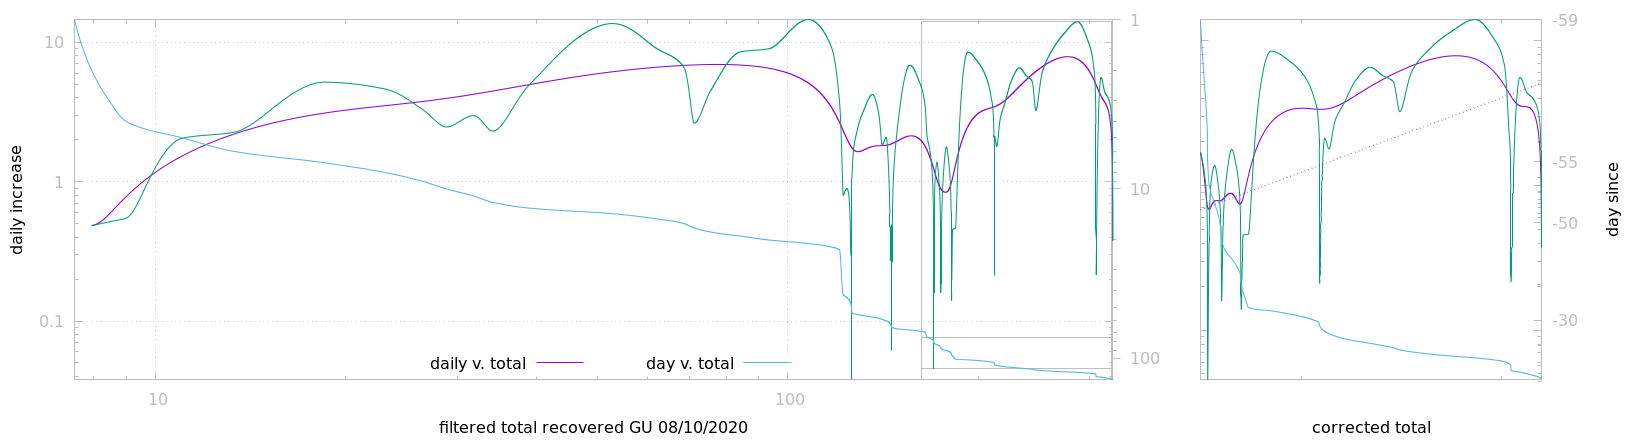 10
1
0.1
daily increase
daily v. total
day v. total
10
100
filtered total recovered GU 08/10/2020
1
10
100
-59
-55
-50
-30
day since
corrected total